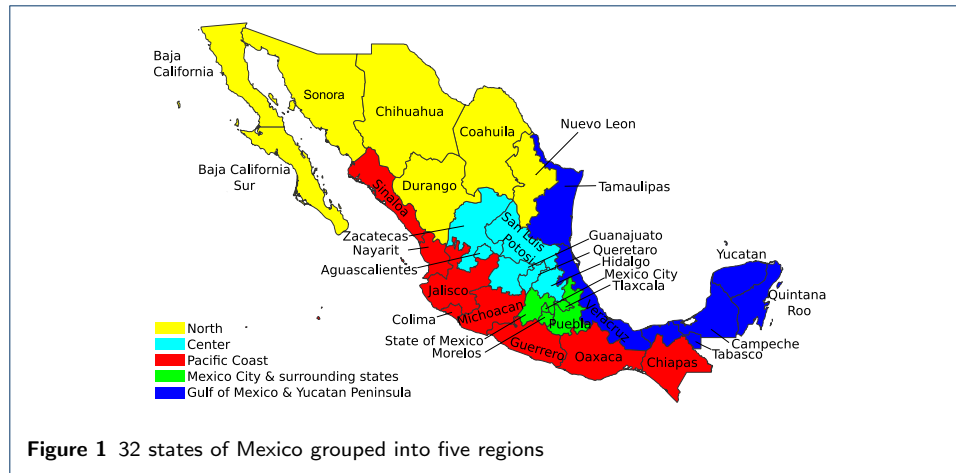 Baja
California
Sonora
Chihuahua
Coahuila
Nuevo Leon
Baja California
Sur
Durango
Tamaulipas
Sinaloa
Zacatecas
San Luis
Potosis
Guanajuato
Nayarit
Queretaro
Yucatan
Aguascalientes
Hidalgo
Mexico City
Tlaxcala
Jalisco
Quintana
Roo
Michoacan
Veracruz
Colima
Puebla
State of Mexico
Campeche
Morelos
Guerrero
Oaxaca
Tabasco
Chiapas
North
Center
Pacific Coast
Mexico City & surrounding states
Gulf of Mexico & Yucatan Peninsula
Figure 1 32 states of Mexico grouped into five regions